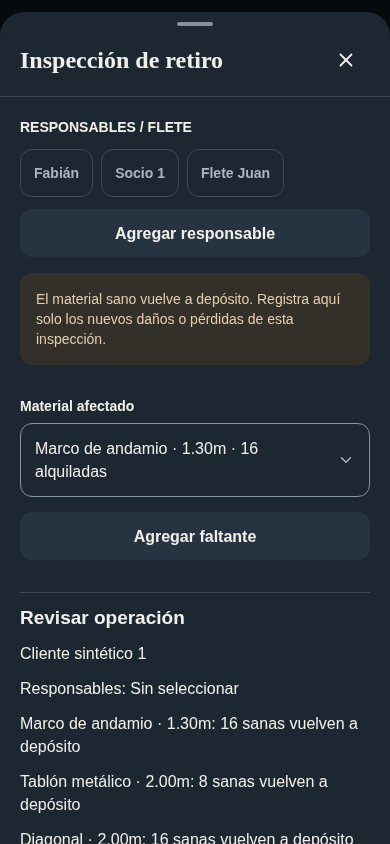 Inspección de retiro
RESPONSABLES / FLETE
Fabián
Socio 1
Flete Juan
Agregar responsable
El material sano vuelve a depósito. Registra aquí
solo los nuevos daños o pérdidas de esta
inspección.
Material afectado
Marco de andamio · 1.30m · 16
alquiladas
Agregar faltante
Revisar operación
Cliente sintético 1
Responsables: Sin seleccionar
Marco de andamio · 1.30m: 16 sanas vuelven a
depósito
Tablón metálico · 2.00m: 8 sanas vuelven a
depósito
Diagonal · 2.00m: 16 sanas vuelven a depósito